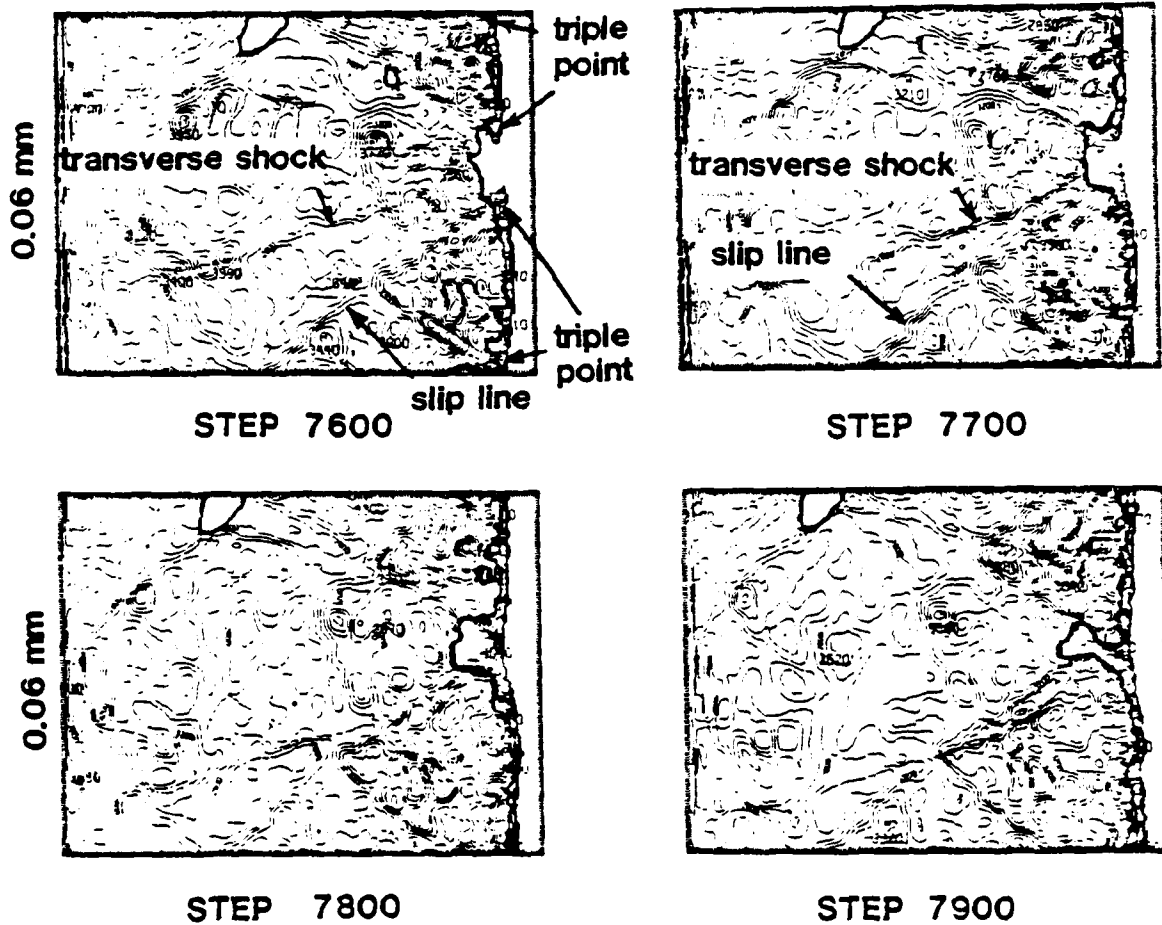 triple
point
transverse shock
0.06 mm
triple
point
slip line
STEP 7600
transverse shock
slip line
STEP 7700
0.06 mm
STEP 7800
STEP 7900